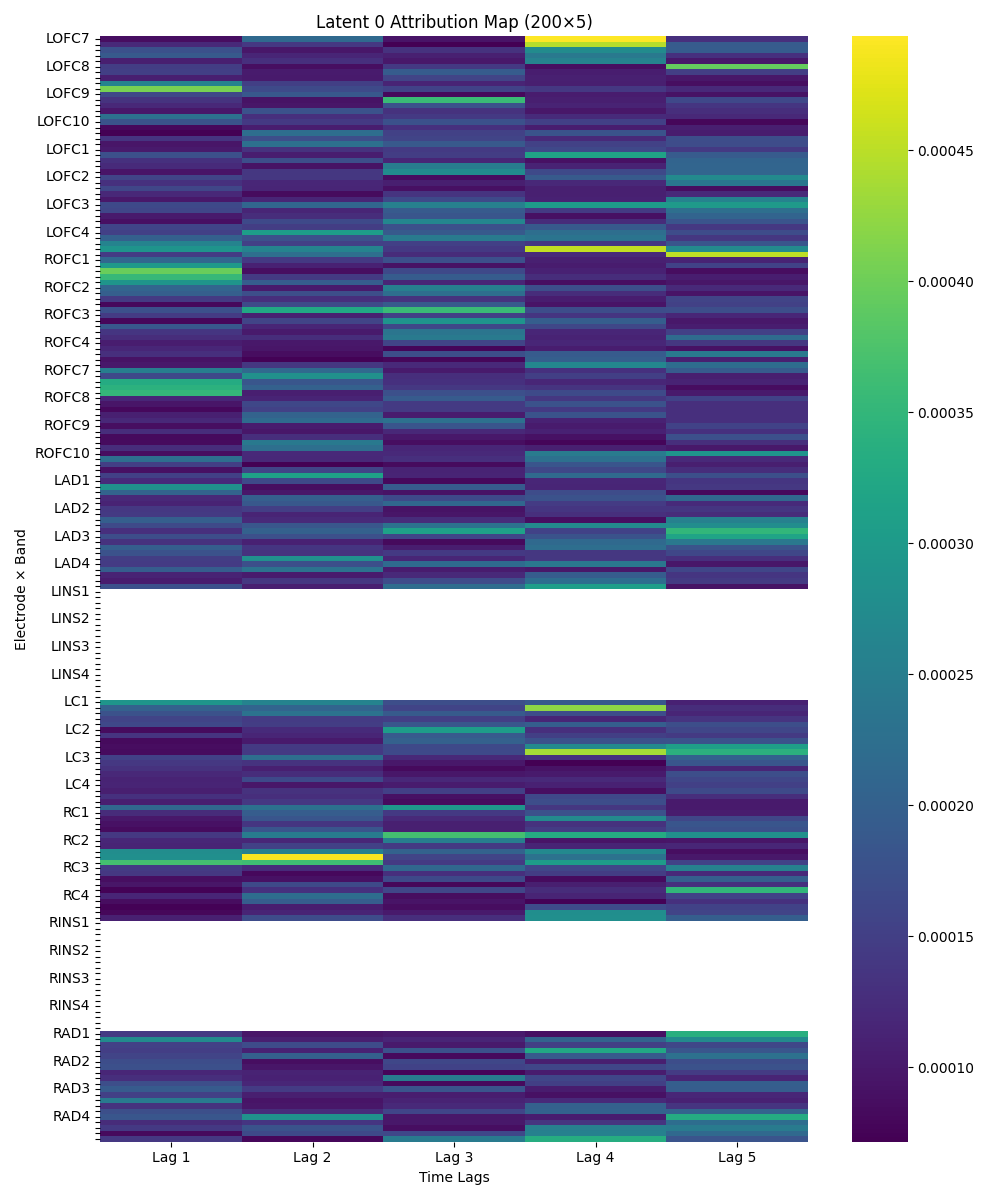 Latent 0 Attribution Map (200×5)
LOFC7
LOFC8
LOFC9
LOFC10
LOFC1
LOFC2
LOFC3
LOFC4
ROFC1
ROFC2
ROFC3
ROFC4
ROFC7
ROFC8
ROFC9
ROFC10
LAD1
LAD2
LAD3
LAD4
LINS1
LINS2
LINS3
LINS4
LC1
LC2
LC3
LC4
RC1
RC2
RC3
RC4
RINS1
RINS2
RINS3
RINS4
RAD1
RAD2
RAD3
RAD4
Electrode × Band
Lag 1 Lag 2 Lag 3 Lag 4 Lag 5
Time Lags
0.00045
0.00040
0.00035
0.00030
0.00025
0.00020
0.00015
0.00010